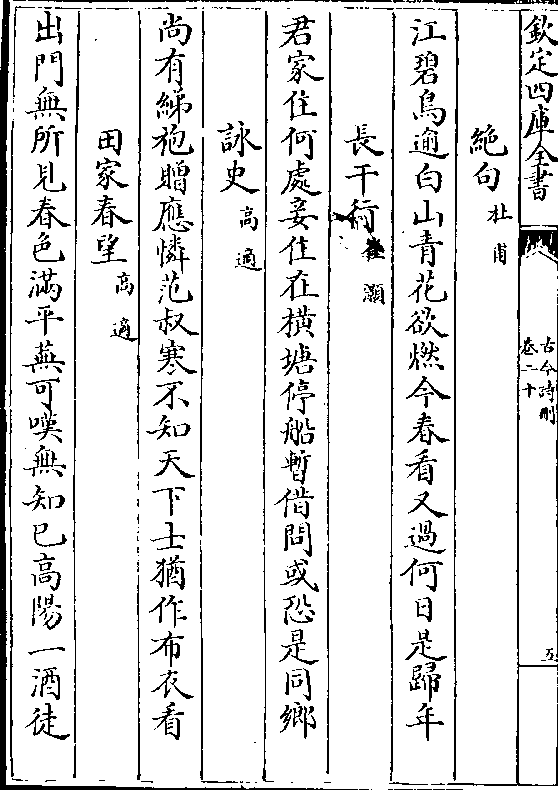 欽定四庫全書
古今詩刪
卷二十
五
絶句 杜甫
江碧鳥逾白山青花欲燃今春看又過何日是歸年
長干行 崔灝
君家住何處妾住在橫塘停船暫借問或恐是同鄉
詠史 高適
尚有綈袍贈應憐范叔寒不知天下士猶作布衣看
田家春望 高適
出門無所見春色滿平蕪可嘆無知已高陽一酒徒